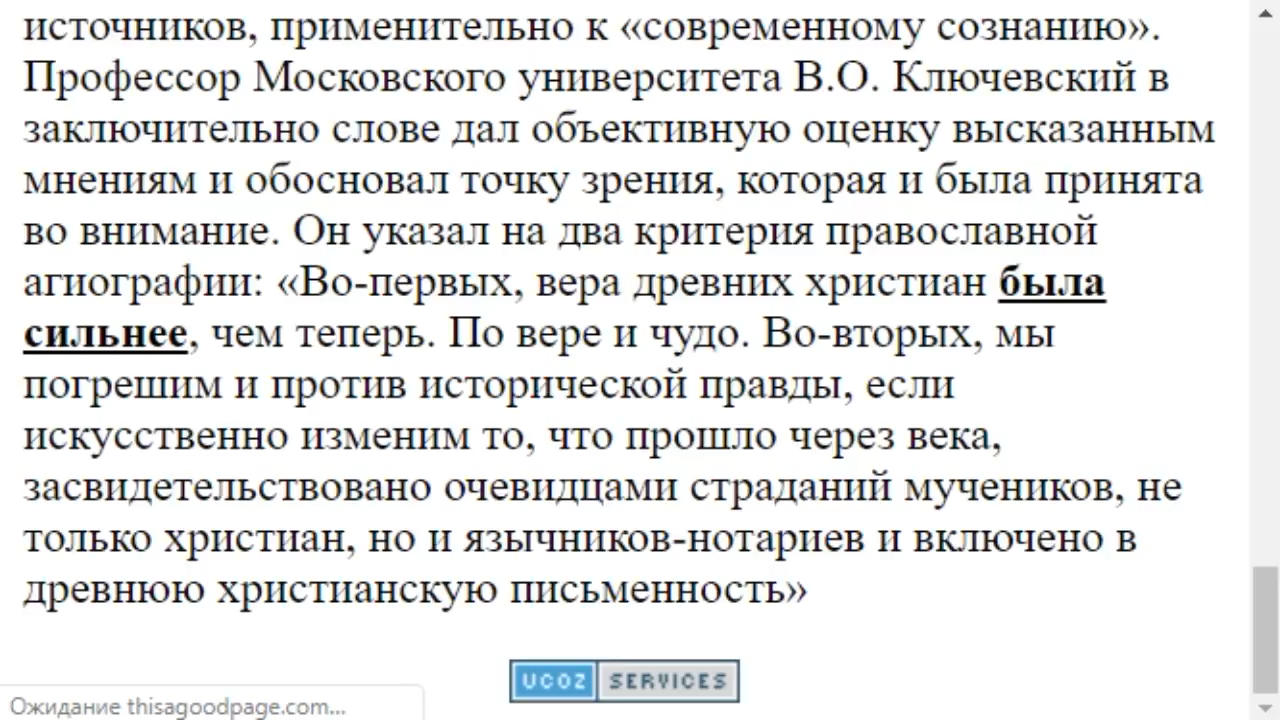 источников, применительно к «современному сознанию».
Профессор Московского университета В.О. Ключевский в
заключительно слове дал объективную оценку высказанным
мнениям и обосновал точку зрения, которая и была принята
во внимание. Он указал на два критерия православной
агиографии: «Во-первых, вера древних христиан была
сильнее, чем теперь. По вере и чудо. Во-вторых, мы
погрешим и против исторической правды, если
искусственно изменим то, что прошло через века,
засвидетельствовано очевидцами страданий мучеников, не
только христиан, но и язычников-нотариев и включено в
древнюю христианскую письменность»
UCOZ SERVICES
Ожидание thisagoodpage.com...